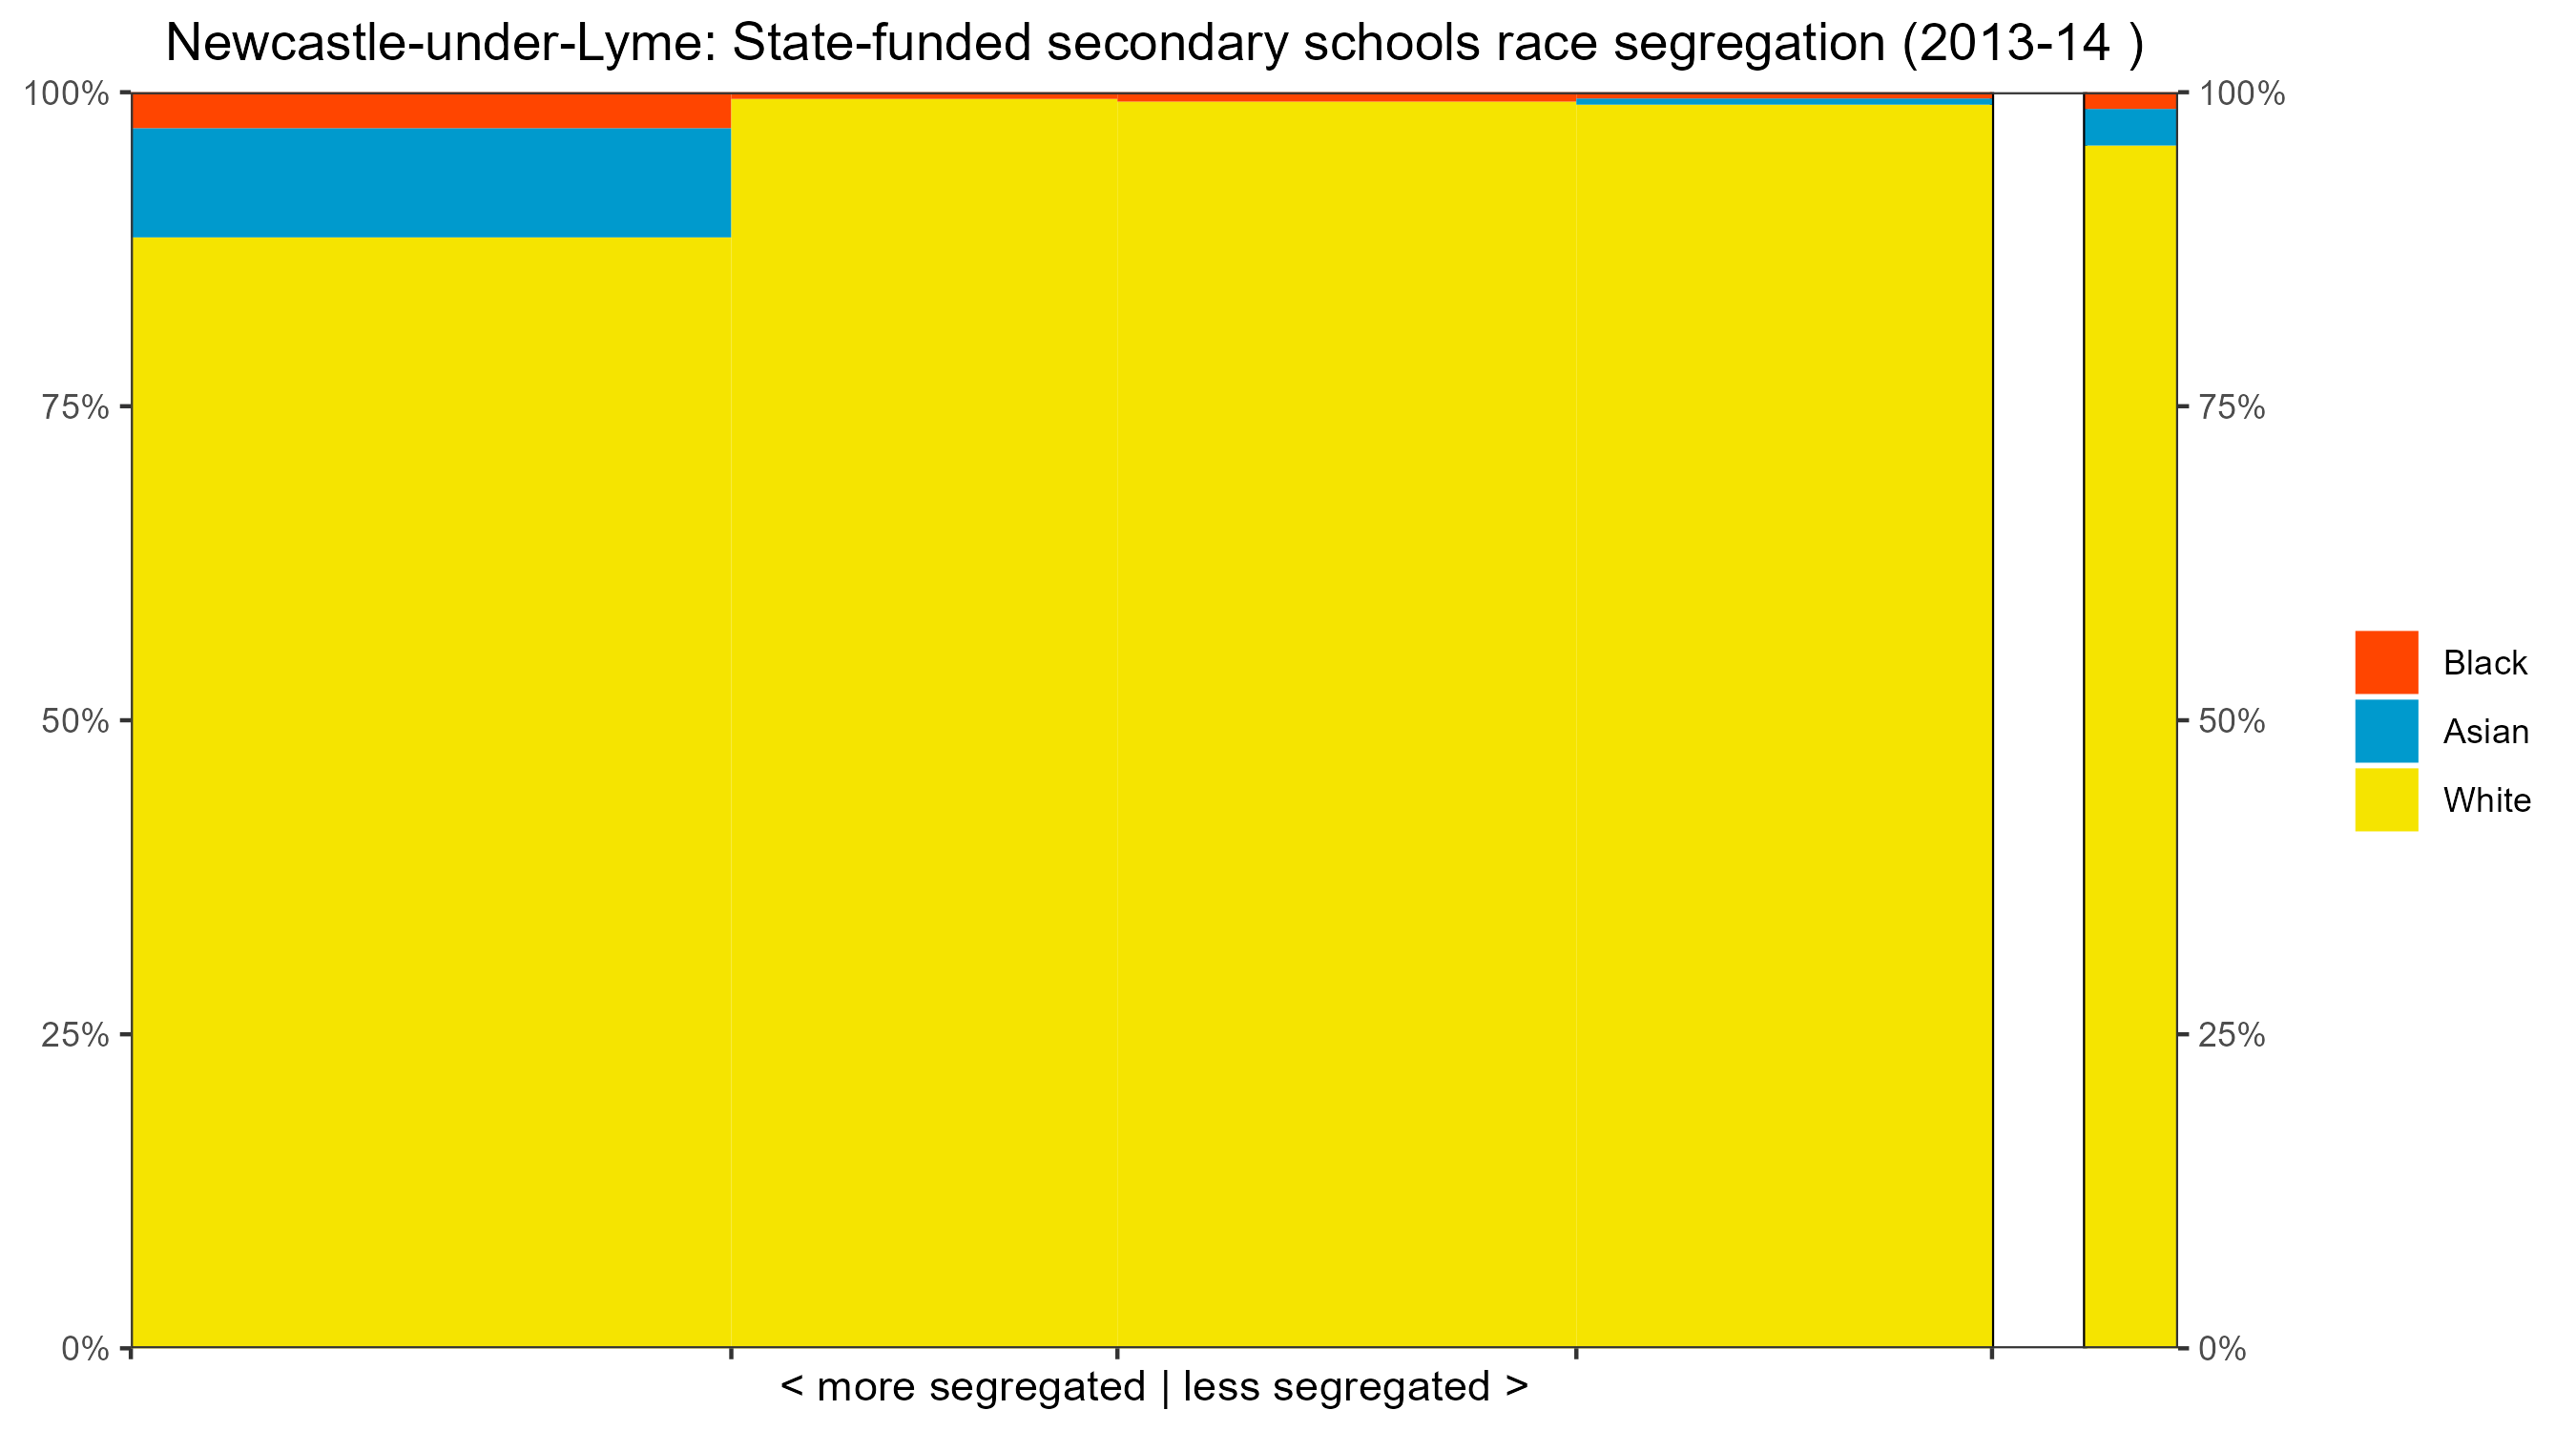 Newcastle-under-Lyme: State-funded secondary schools race segregation (2013-14 )
100%
75%
50%
25%
0%
100%
75%
50%
25%
0%
Black
Asian
White
< more segregated | less segregated >